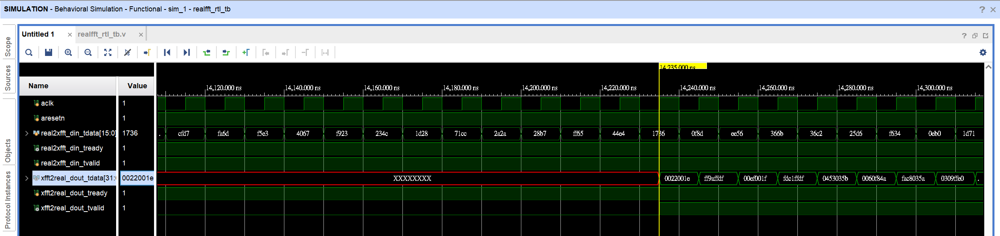 SIMULATION - Behavioral Simulation - Functional - sim_1 - realfft_rtl_tb
? ×
Scope
Sources
Objects
Protocol Instances
Untitled 1 × realfft_rtl_tb.v ×
?
14,235.000 ns
Name Value
14,120.000 ns 14,140.000 ns 14,160.000 ns 14,180.000 ns 14,200.000 ns 14,220.000 ns 14,240.000 ns 14,260.000 ns 14,280.000 ns 14,300.000 ns
aclk 1
aresetn 1
real2xfft_din_tdata[15:0] 1736 . cfd7 fa6d f5e3 4067 f923 234c 1d28 71cc 2a2a 28b7 ff65 44e4 1736 0f8d ee56 366b 36c2 25d6 f634 0eb0 1d71
real2xfft_din_tready 1
real2xfft_din_tvalid 1
xfft2real_dout_tdata[31: 0022001e XXXXXXXX 0022001e ff9affdf 00ef001f fdc1ffdf 0453035b 0060f84a fac8035a 0309ffe0 .
xfft2real_dout_tready 1
xfft2real_dout_tvalid 1